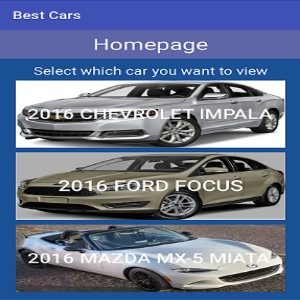 Best Cars
Homepage
Select which car you want to view
2016 CHEVROLET IMPALA
2016 FORD FOCUS
2016 MAZDA MX-5 MIATA